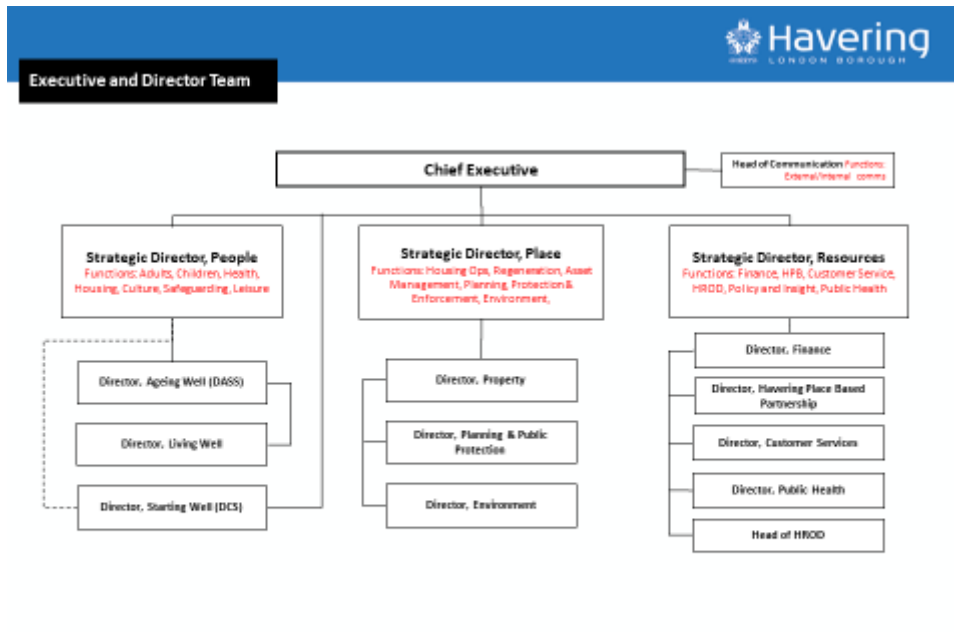 Havering
LONDON BOROUGH
Executive and Director Team
Chief Executive
Head of Communication Functions:
External/Internal comms
Strategic Director, People
Functions: Adults, Children, Health,
Housing, Culture, Safeguarding, Leisure
Strategic Director, Place
Functions: Housing Ops, Regeneration, Asset
Management, Planning, Protection &
Enforcement, Environment,
Strategic Director, Resources
Functions: Finance, HPB, Customer Service,
HROD, Policy and Insight, Public Health
Director, Ageing Well (DASS)
Director, Living Well
Director, Starting Well (DCS)
Director, Property
Director, Planning & Public
Protection
Director, Environment
Director, Finance
Director, Havering Place Based
Partnership
Director, Customer Services
Director, Public Health
Head of HROD